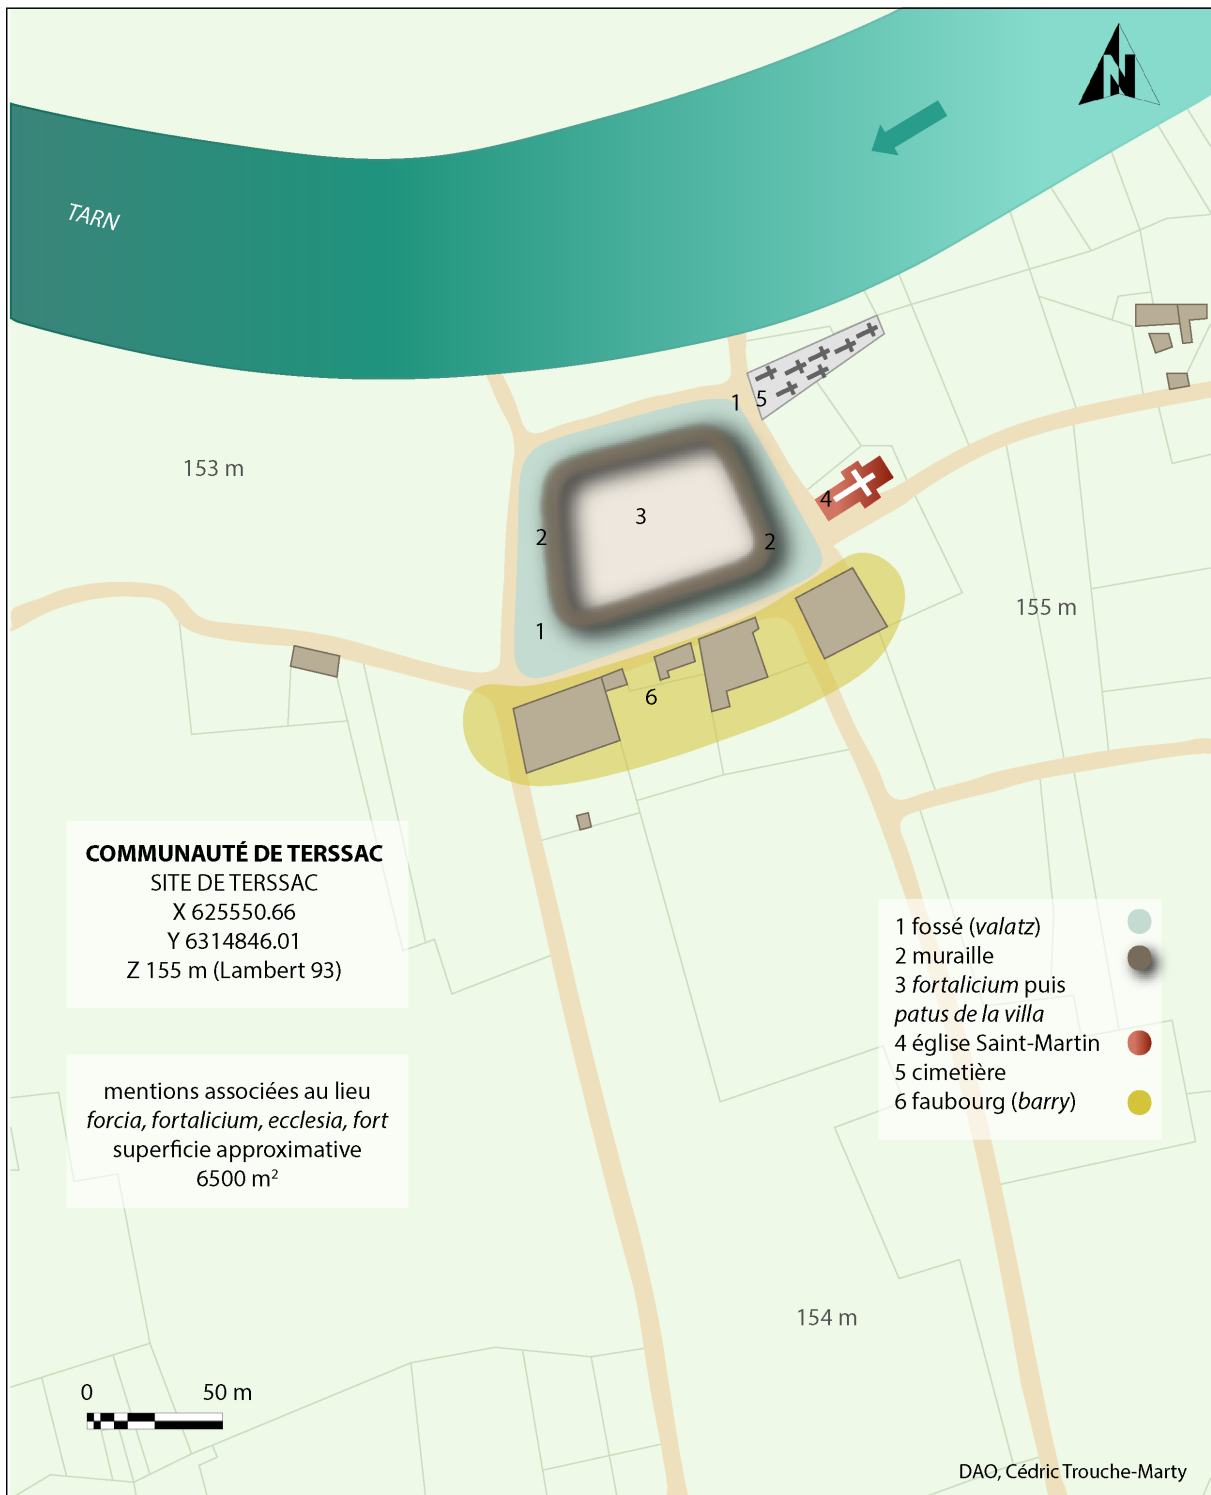 N
TARN
1
5
153 m
4
3
2
2
155 m
1
6
COMMUNAUTÉ DE TERSSAC
SITE DE TERSSAC
X 625550.66
Y 6314846.01
Z 155 m (Lambert 93)
1 fossé (valatz)
2 muraille
3 fortalicium puis
patus de la villa
4 église Saint-Martin
5 cimetière
6 faubourg (barry)
mentions associées au lieu
forcia, fortalicium, ecclesia, fort
superficie approximative
6500 m²
154 m
0 50 m
DAO, Cédric Trouche-Marty